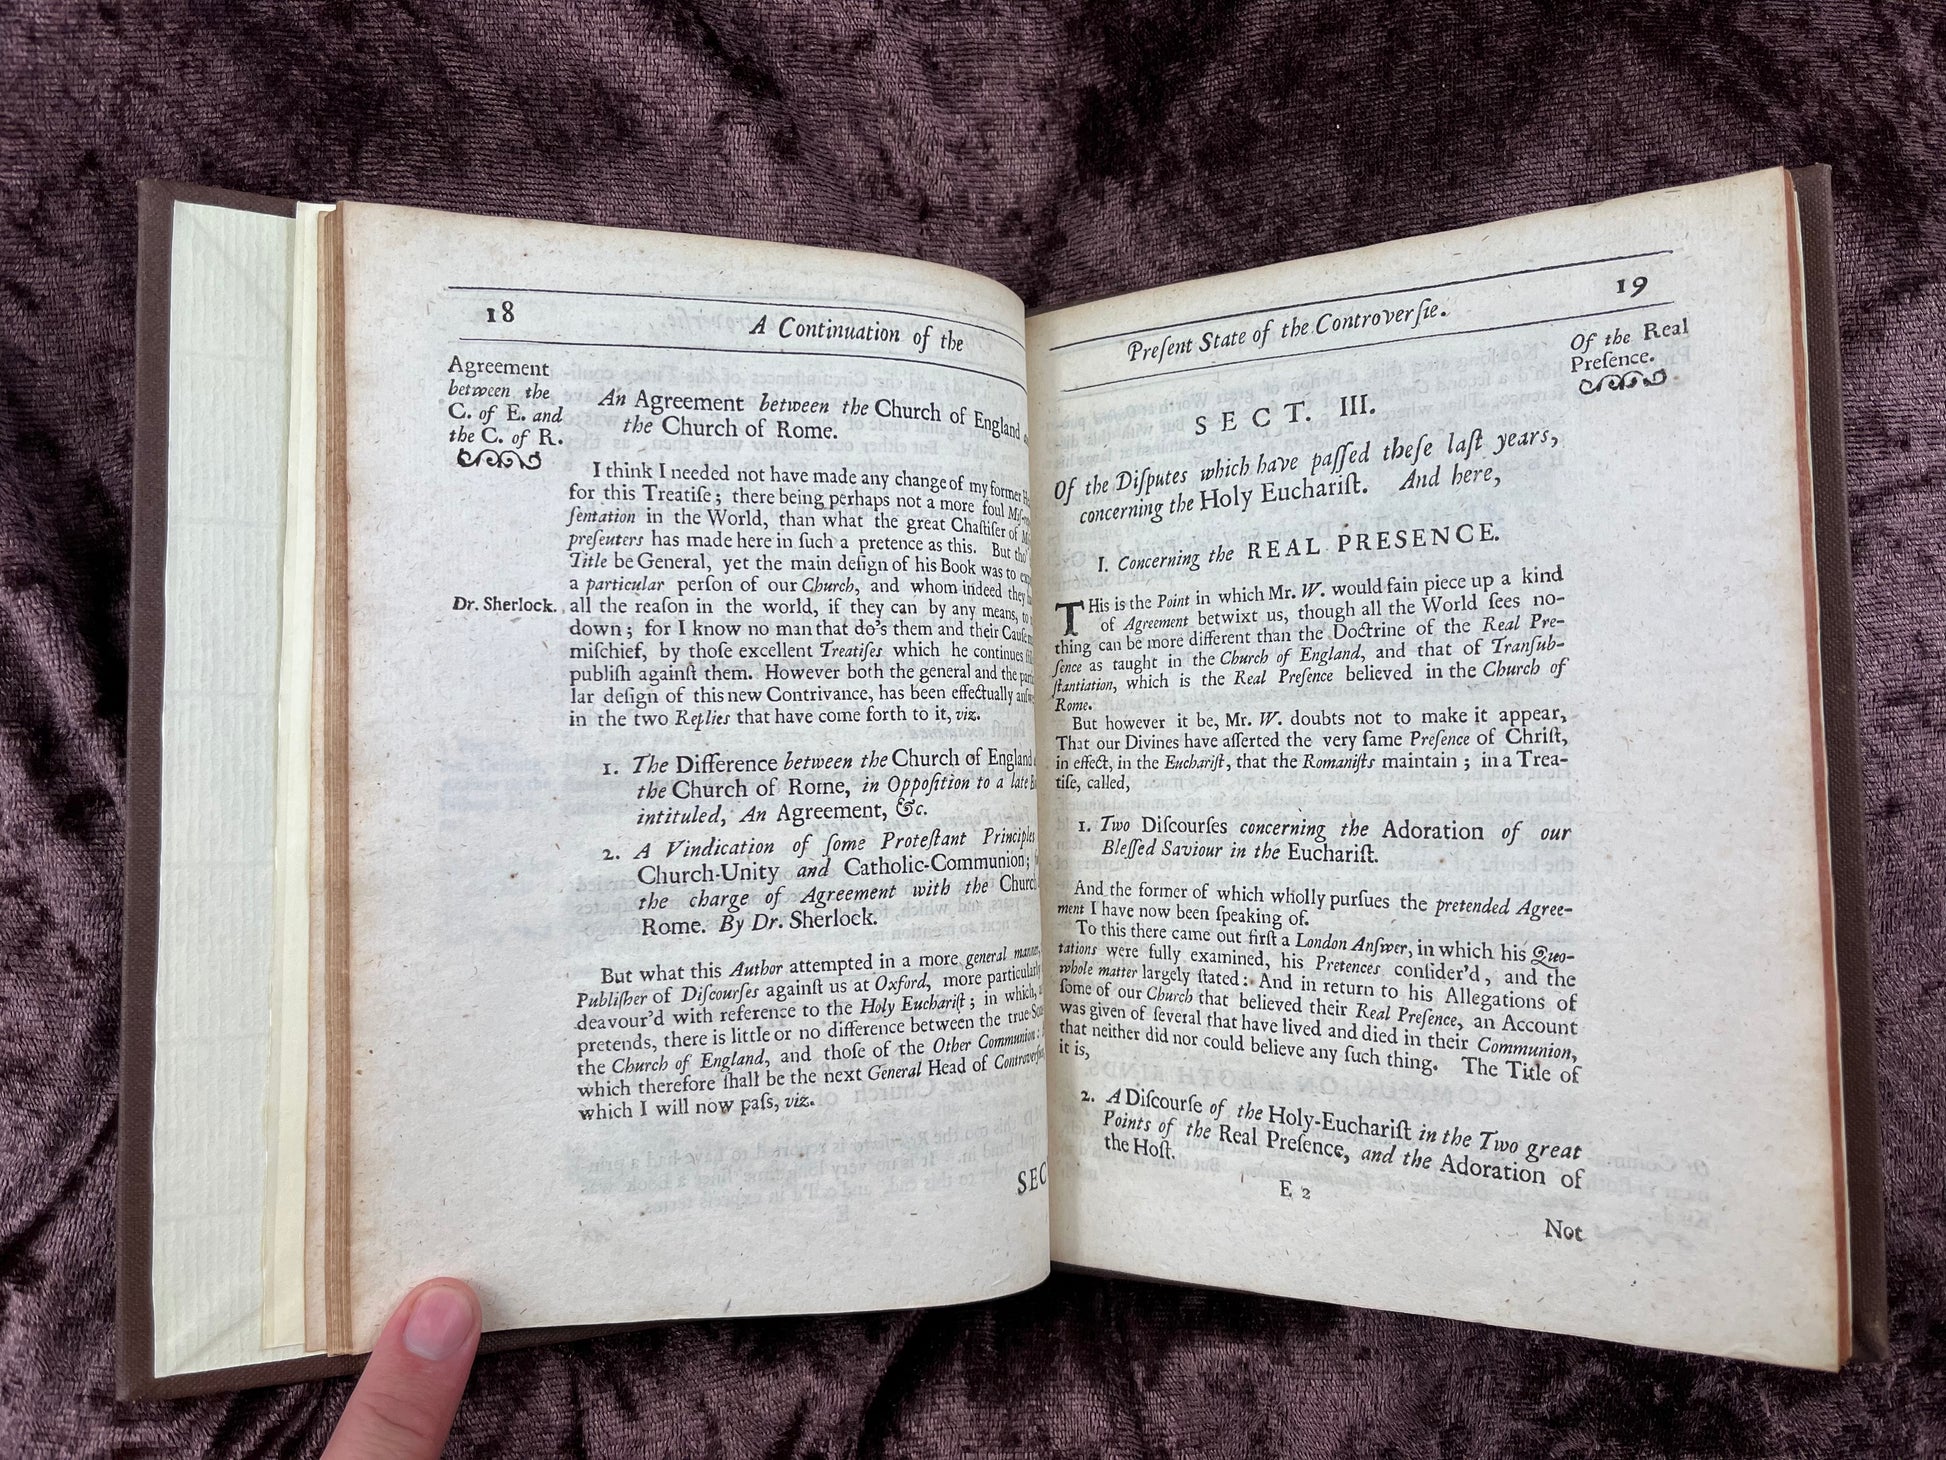 18
A Continuation of the
Agreement
between the
C. of E. and
the C. of R.
An Agreement between the Church of England
the Church of Rome.
I think I needed not have made any change of my former
for this Treatiſe; there being perhaps not a more foul
ſentation in the World, than what the great Chaſtiſer of
preſenters has made here in ſuch a pretence as this. But tho'
Title be General, yet the main deſign of his Book was to
a particular perſon of our Church, and whom indeed they
Dr. Sherlock.
all the reaſon in the world, if they can by any means, to
down; for I know no man that do's them and their Cauſe
miſchief, by thoſe excellent Treatiſes which he continues
publiſh againſt them. However both the general and the
lar deſign of this new Contrivance, has been effectually
in the two Replies that have come forth to it, viz.
1. The Difference between the Church of England
the Church of Rome, in Oppoſition to a late
intituled, An Agreement, &c.
2. A Vindication of ſome Proteſtant Principles
Church-Unity and Catholic-Communion;
the charge of Agreement with the Church
Rome. By Dr. Sherlock.
But what this Author attempted in a more general manner,
Publiſher of Diſcourſes againſt us at Oxford, more particularly
deavour'd with reference to the Holy Euchariſt; in which,
pretends, there is little or no difference between the true
the Church of England, and thoſe of the Other Communion:
which therefore ſhall be the next General Head of
which I will now paſs, viz.
SEC
Preſent State of the Controverſie.
19
Of the Real
Preſence.
SECT. III.
Of the Diſputes which have paſſed theſe laſt years,
concerning the Holy Euchariſt. And here,
I. Concerning the REAL PRESENCE.
THis is the Point in which Mr. W. would fain piece up a kind
of Agreement betwixt us, though all the World ſees no-
thing can be more different than the Doctrine of the Real Pre-
ſence as taught in the Church of England, and that of Tranſub-
ſtantiation, which is the Real Preſence believed in the Church of
Rome.
But however it be, Mr. W. doubts not to make it appear,
That our Divines have aſſerted the very ſame Preſence of Chriſt,
in effect, in the Euchariſt, that the Romaniſts maintain; in a Trea-
tiſe, called,
1. Two Diſcourſes concerning the Adoration of our
Bleſſed Saviour in the Euchariſt.
And the former of which wholly purſues the pretended Agree-
ment I have now been ſpeaking of.
To this there came out firſt a London Anſwer, in which his Quo-
tations were fully examined, his Pretences conſider'd, and the
whole matter largely ſtated: And in return to his Allegations of
ſome of our Church that believed their Real Preſence, an Account
was given of ſeveral that have lived and died in their Communion,
that neither did nor could believe any ſuch thing. The Title of
it is,
2. A Diſcourſe of the Holy-Euchariſt in the Two great
Points of the Real Preſence, and the Adoration of
the Hoſt.
E 2
Not